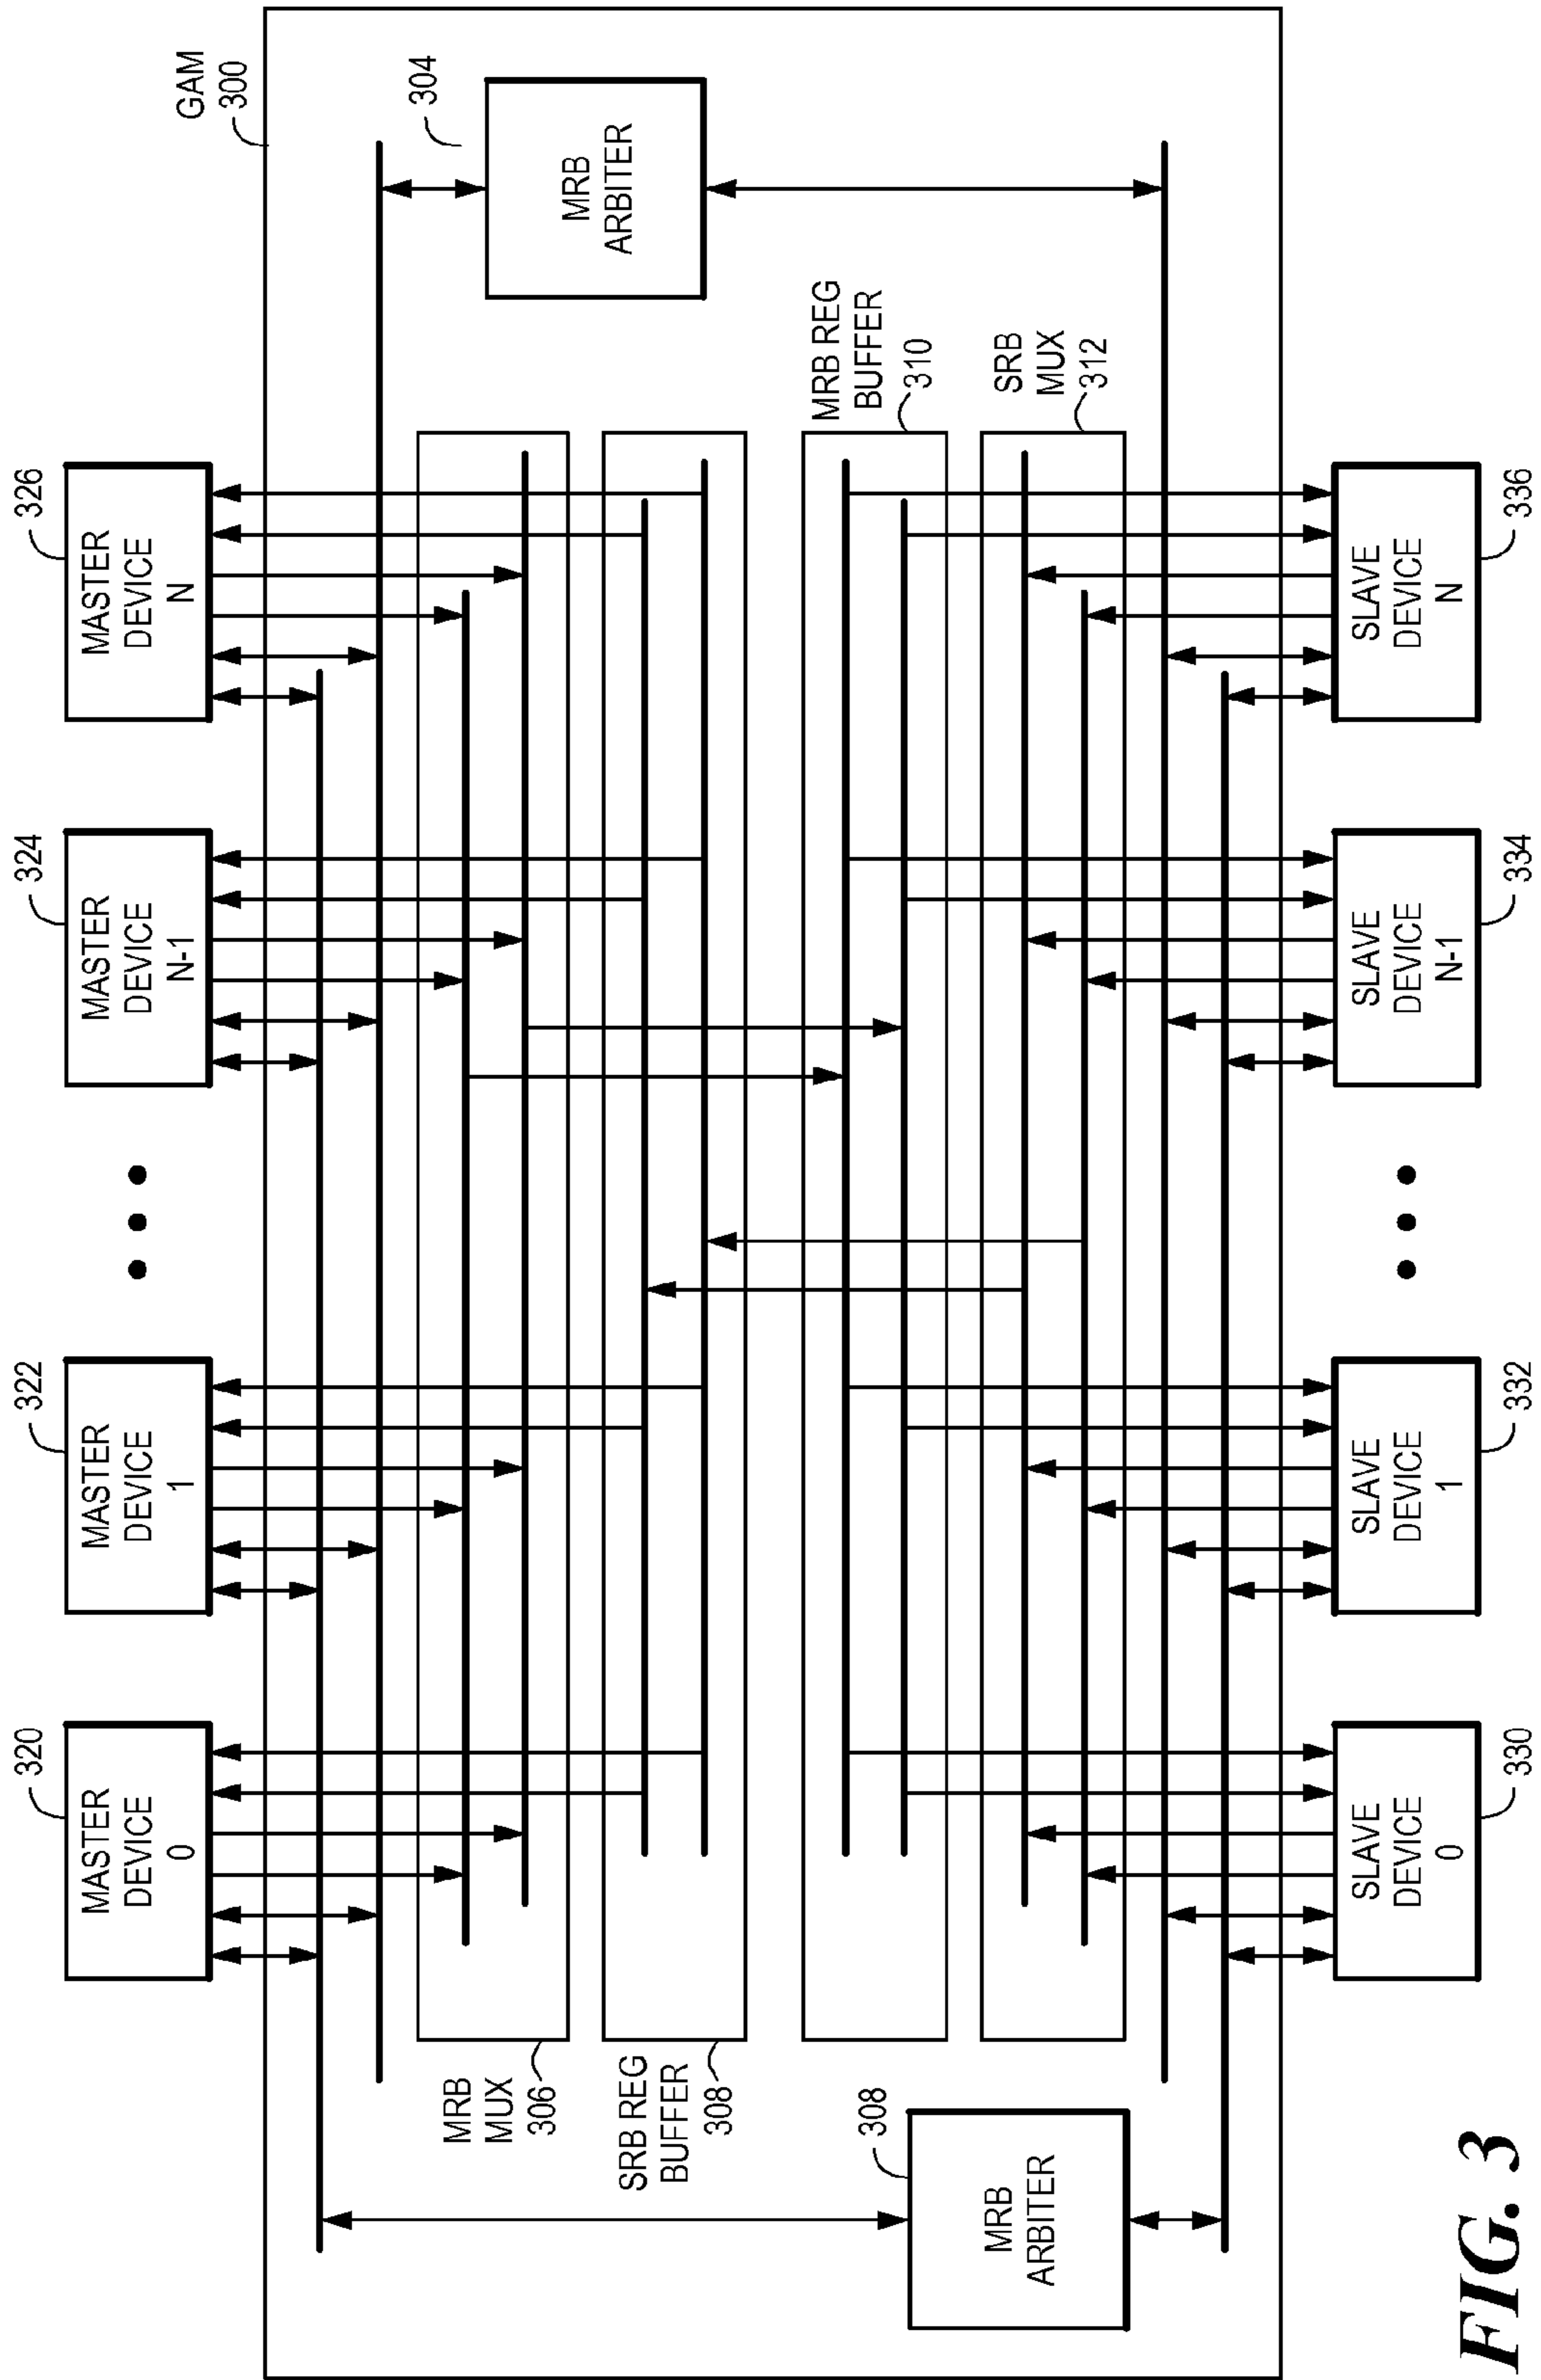 320
MASTER
DEVICE
0
322
MASTER
DEVICE
1
324
MASTER
DEVICE
N-1
326
MASTER
DEVICE
N
GAM
300
304
MRB
ARBITER
MRB
MUX
306
SRB REG
BUFFER
308
MRB REG
BUFFER
310
SRB
MUX
312
308
MRB
ARBITER
SLAVE
DEVICE
0
330
SLAVE
DEVICE
1
332
SLAVE
DEVICE
N-1
334
SLAVE
DEVICE
N
336
FIG. 3